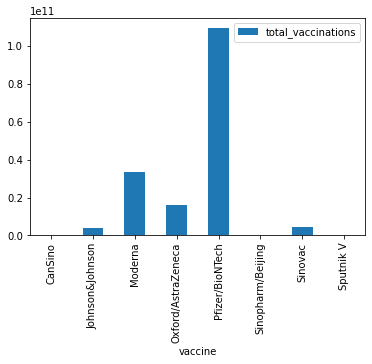 1e11
total_vaccinations
1.0
0.8
0.6
0.4
0.2
0.0
CanSino
Johnson&Johnson
Moderna
Oxford/AstraZeneca
Pfizer/BioNTech
Sinopharm/Beijing
Sinovac
Sputnik V
vaccine